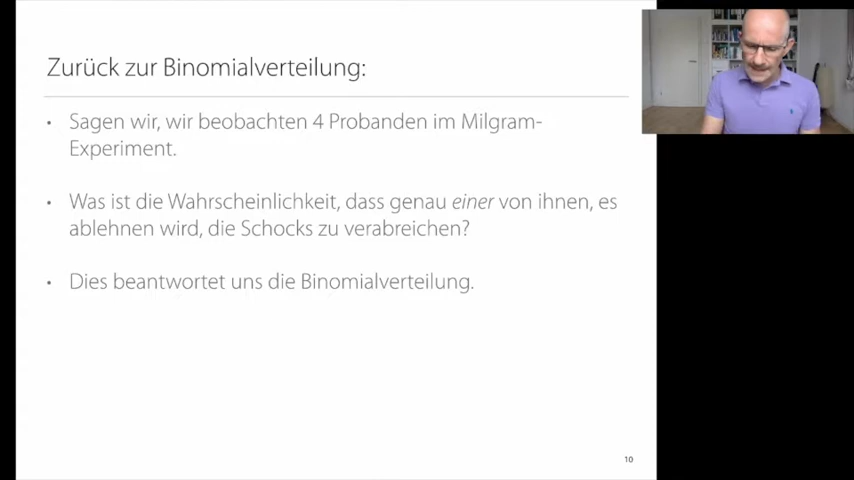 Zurück zur Binomialverteilung:
• Sagen wir, wir beobachten 4 Probanden im Milgram-
Experiment.
• Was ist die Wahrscheinlichkeit, dass genau einer von ihnen, es
ablehnen wird, die Schocks zu verabreichen?
• Dies beantwortet uns die Binomialverteilung.
10